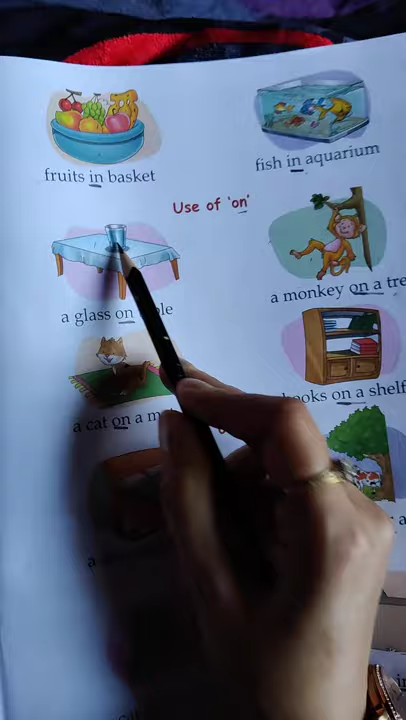 fruits in basket
fish in aquarium
Use of 'on'
a glass on
a monkey on a tre
a cat on a m
books on a shelf
a
a